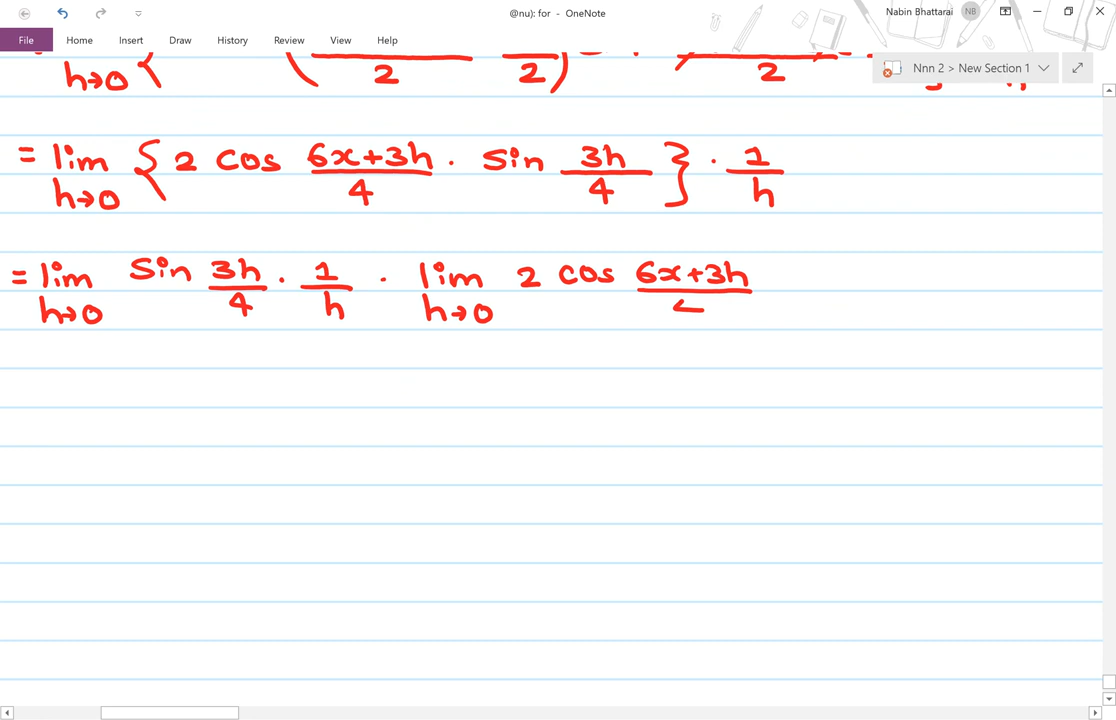 @nu): for - OneNote
Nabin Bhattarai NB
File Home Insert Draw History Review View Help
Nnn 2 > New Section 1
h→0 { ( 2 2 ) 2
= lim h→0 { 2 cos (6x+3h)/4 · sin 3h/4 } · 1/h
= lim h→0 sin 3h/4 · 1/h · lim h→0 2 cos 6x+3h